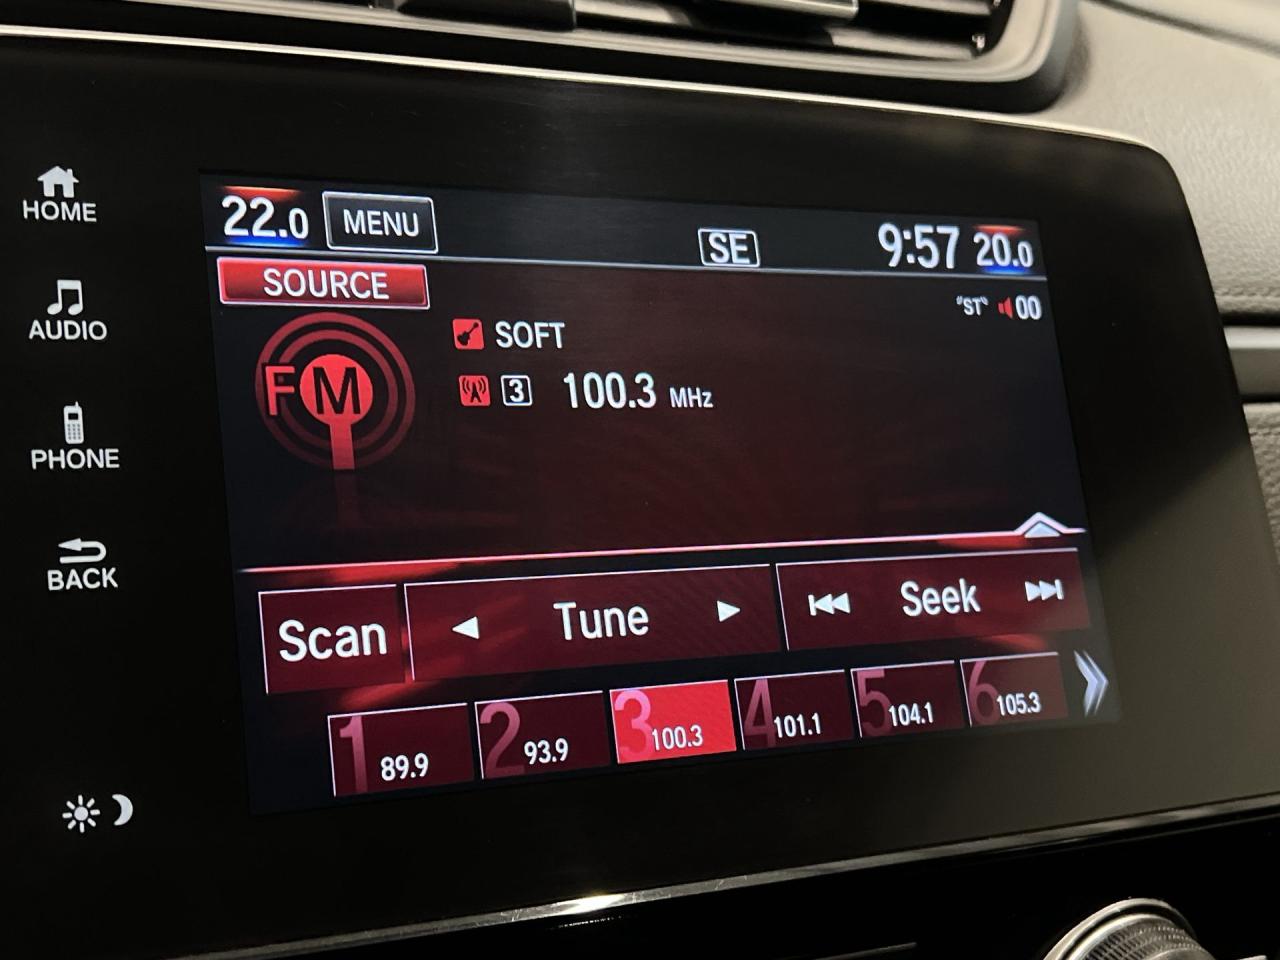 HOME
AUDIO
PHONE
BACK
22.0 MENU SE 9:57 20.0
SOURCE
"ST" 00
FM
SOFT
3 100.3 MHz
Scan Tune Seek
1 89.9 2 93.9 3 100.3 4 101.1 5 104.1 6 105.3